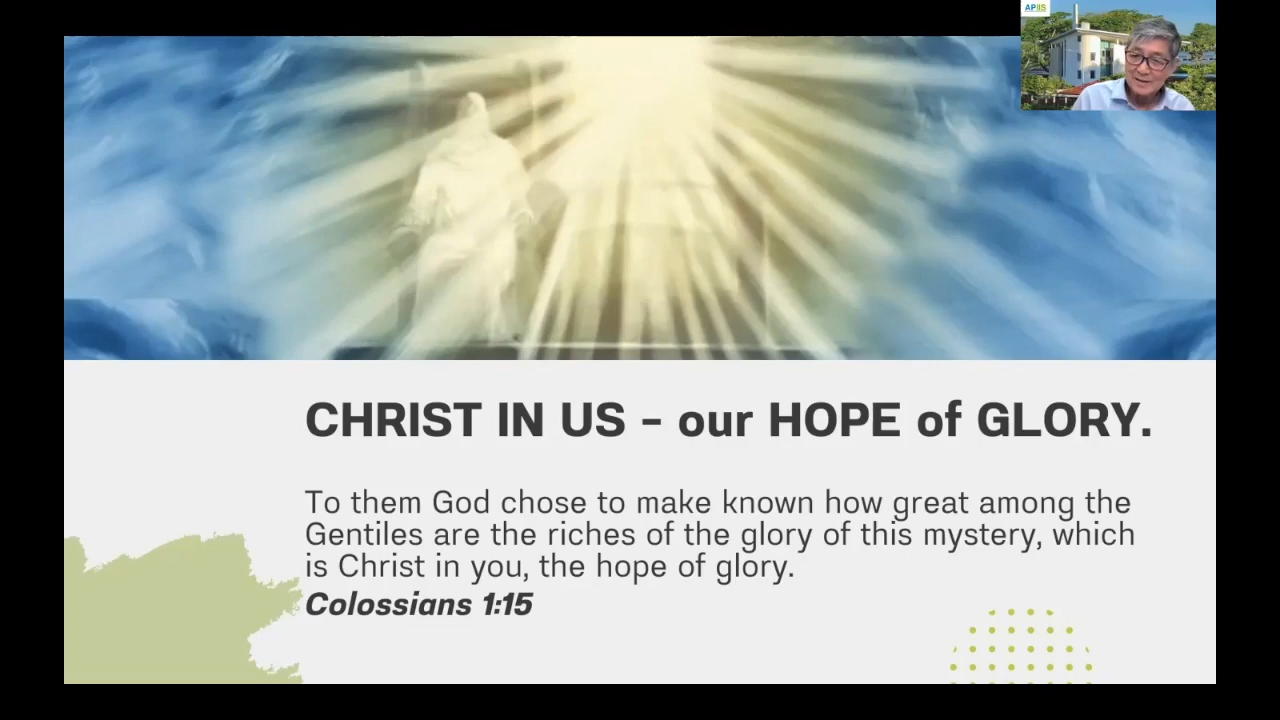 APIIS
CHRIST IN US – our HOPE of GLORY.
To them God chose to make known how great among the
Gentiles are the riches of the glory of this mystery, which
is Christ in you, the hope of glory.
Colossians 1:15